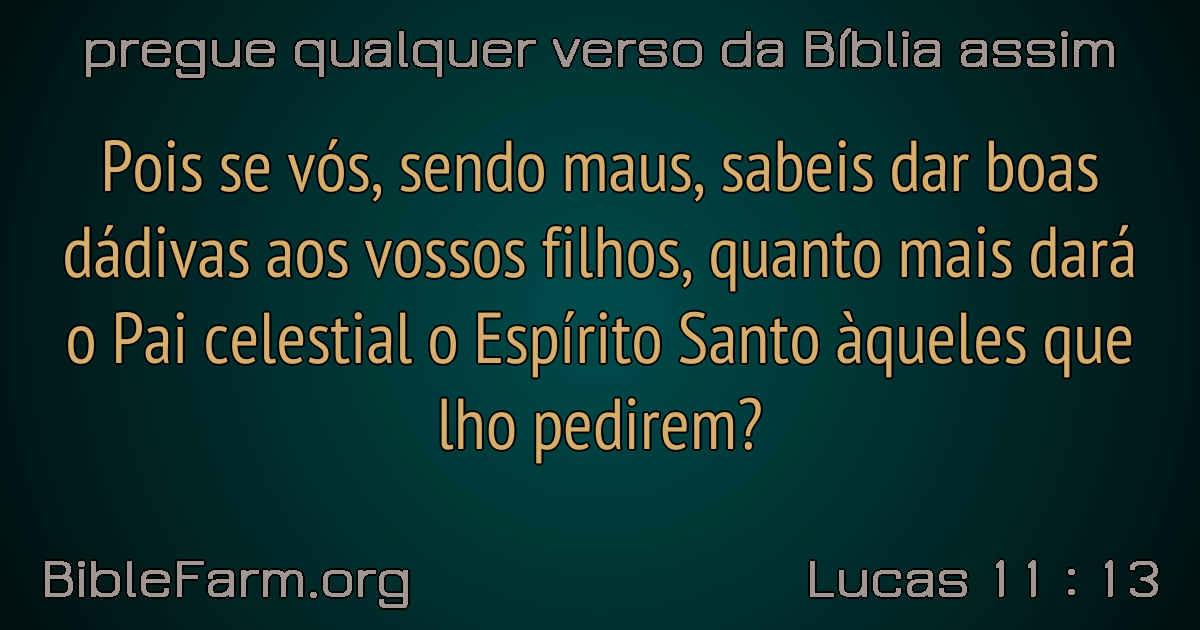 pregue qualquer verso da Bíblia assim
Pois se vós, sendo maus, sabeis dar boas
dádivas aos vossos filhos, quanto mais dará
o Pai celestial o Espírito Santo àqueles que
lho pedirem?
BibleFarm.org
Lucas 11 : 13